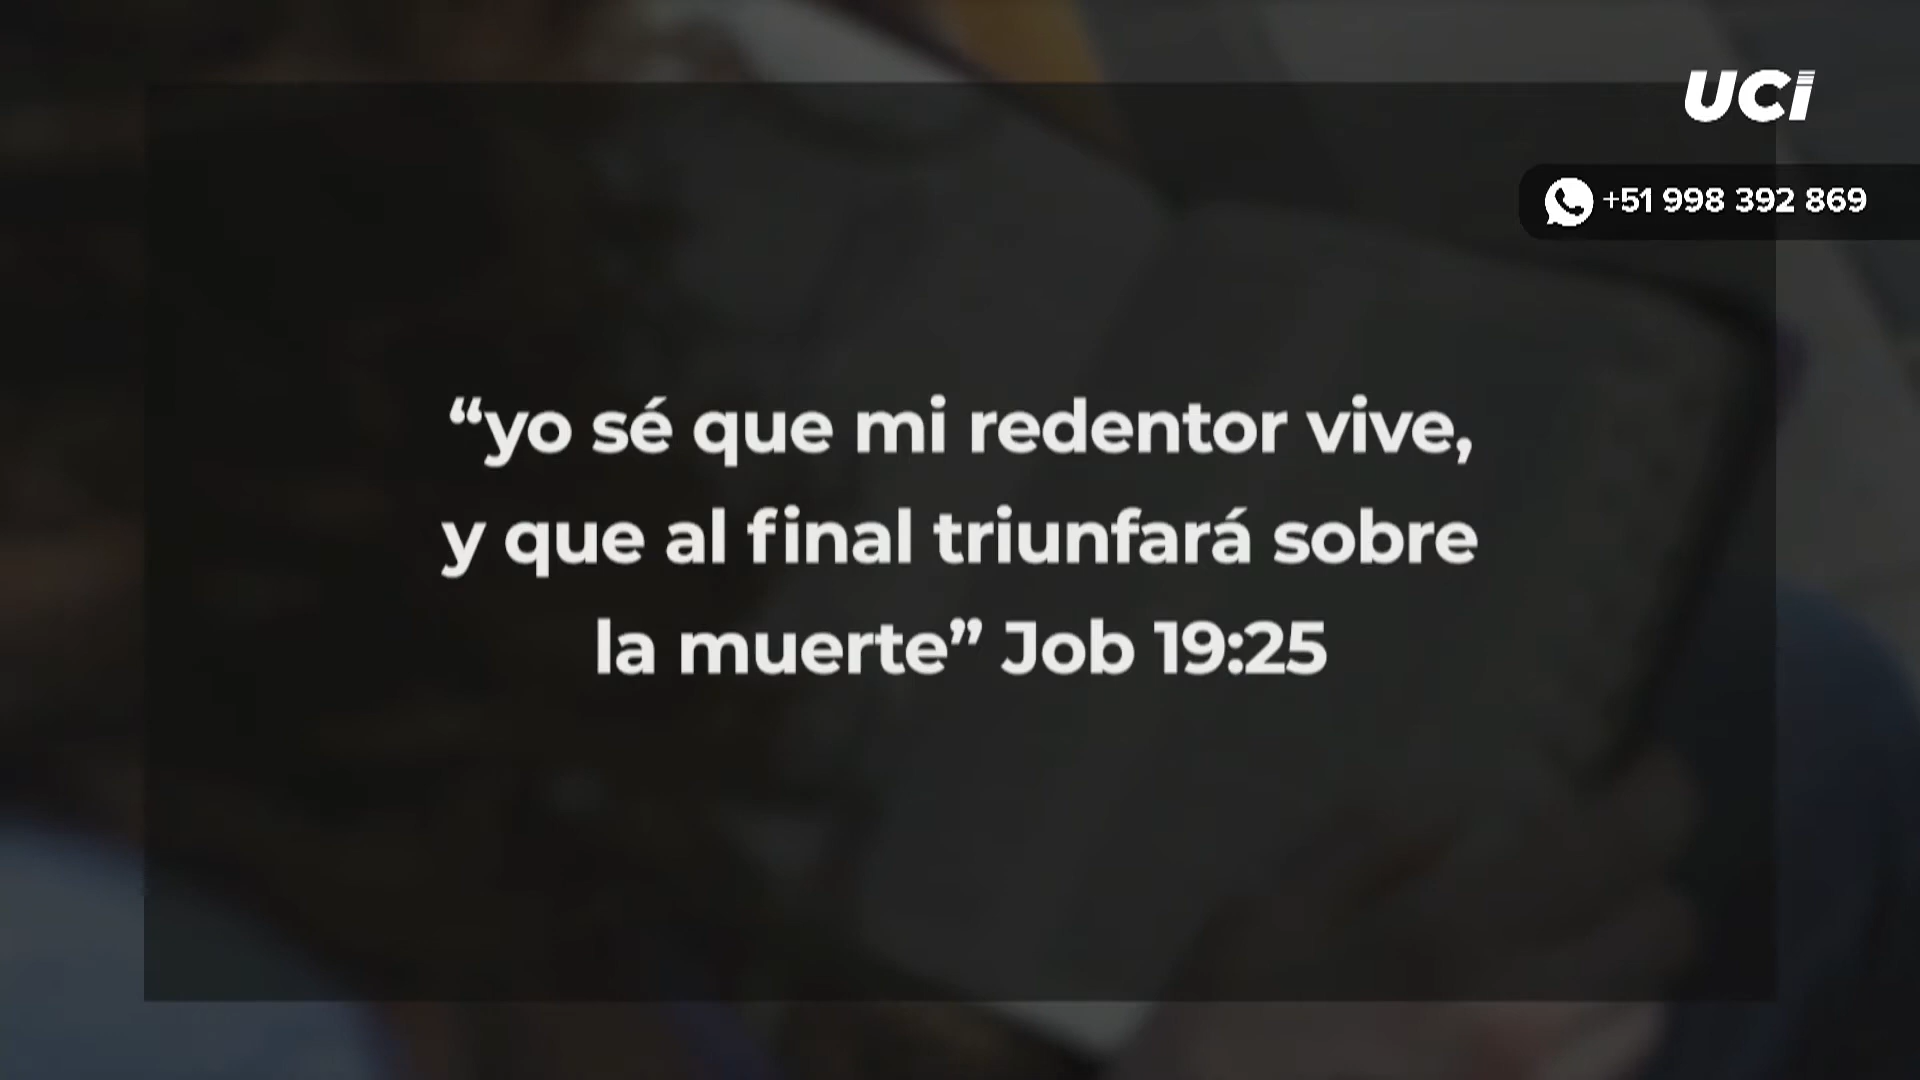 UCI
+51 998 392 869
“yo sé que mi redentor vive,
y que al final triunfará sobre
la muerte” Job 19:25